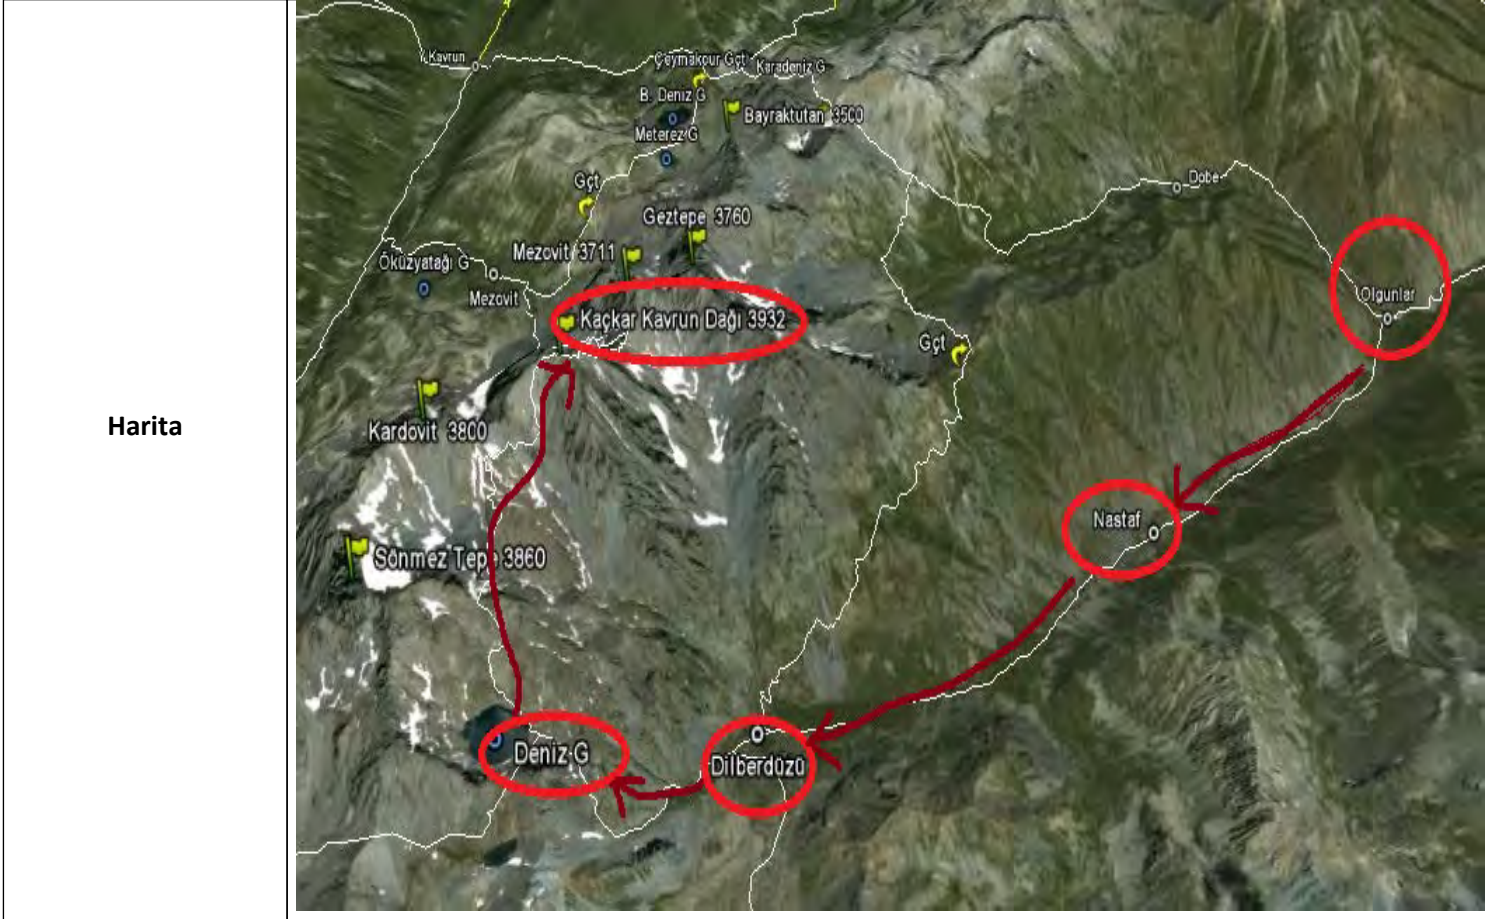 Harita
Kavrun
Çeymakçur Gçt
Karadeniz G
B. Deniz G
Bayraktutan 3500
Meterez G
Gçt
Dobe
Geztepe 3760
Mezovit 3711
Öküzyatağı G
Mezovit
Olgunlar
Kaçkar Kavrun Dağı 3932
Gçt
Kardovit 3800
Nastaf
Sönmez Tepe 3860
Deniz G
Dilberdüzü